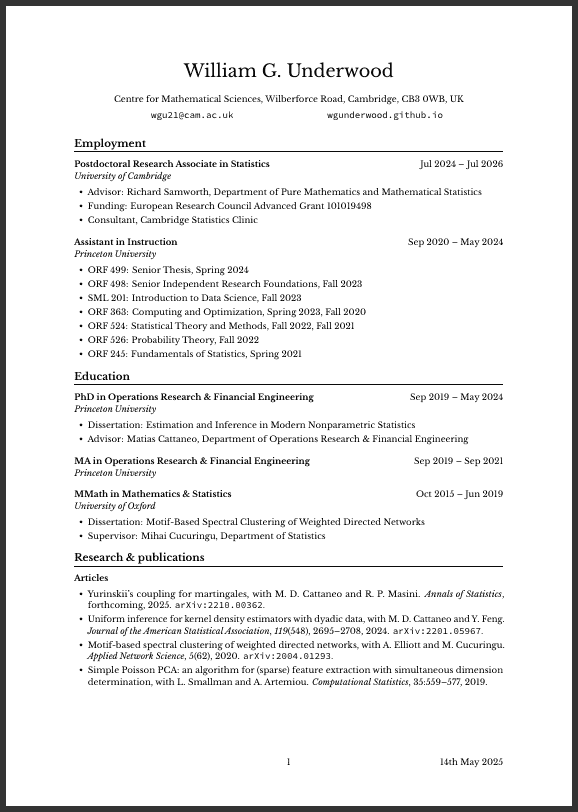 William G. Underwood
Centre for Mathematical Sciences, Wilberforce Road, Cambridge, CB3 0WB, UK
wgu21@cam.ac.uk wgunderwood.github.io
Employment
Postdoctoral Research Associate in Statistics Jul 2024 – Jul 2026
University of Cambridge
• Advisor: Richard Samworth, Department of Pure Mathematics and Mathematical Statistics
• Funding: European Research Council Advanced Grant 101019498
• Consultant, Cambridge Statistics Clinic
Assistant in Instruction Sep 2020 – May 2024
Princeton University
• ORF 499: Senior Thesis, Spring 2024
• ORF 498: Senior Independent Research Foundations, Fall 2023
• SML 201: Introduction to Data Science, Fall 2023
• ORF 363: Computing and Optimization, Spring 2023, Fall 2020
• ORF 524: Statistical Theory and Methods, Fall 2022, Fall 2021
• ORF 526: Probability Theory, Fall 2022
• ORF 245: Fundamentals of Statistics, Spring 2021
Education
PhD in Operations Research & Financial Engineering Sep 2019 – May 2024
Princeton University
• Dissertation: Estimation and Inference in Modern Nonparametric Statistics
• Advisor: Matias Cattaneo, Department of Operations Research & Financial Engineering
MA in Operations Research & Financial Engineering Sep 2019 – Sep 2021
Princeton University
MMath in Mathematics & Statistics Oct 2015 – Jun 2019
University of Oxford
• Dissertation: Motif-Based Spectral Clustering of Weighted Directed Networks
• Supervisor: Mihai Cucuringu, Department of Statistics
Research & publications
Articles
• Yurinskii's coupling for martingales, with M. D. Cattaneo and R. P. Masini. Annals of Statistics,
forthcoming, 2025. arXiv:2210.00362.
• Uniform inference for kernel density estimators with dyadic data, with M. D. Cattaneo and Y. Feng.
Journal of the American Statistical Association, 119(548), 2695–2708, 2024. arXiv:2201.05967.
• Motif-based spectral clustering of weighted directed networks, with A. Elliott and M. Cucuringu.
Applied Network Science, 5(62), 2020. arXiv:2004.01293.
• Simple Poisson PCA: an algorithm for (sparse) feature extraction with simultaneous dimension
determination, with L. Smallman and A. Artemiou. Computational Statistics, 35:559–577, 2019.
1 14th May 2025